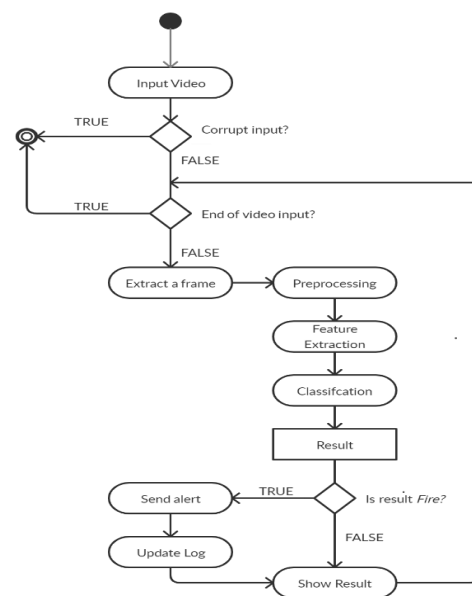 Input Video
TRUE
Corrupt input?
FALSE
TRUE
End of video input?
FALSE
Extract a frame
Preprocessing
Feature
Extraction
Classifcation
Result
Send alert
TRUE
Is result Fire?
Update Log
FALSE
Show Result